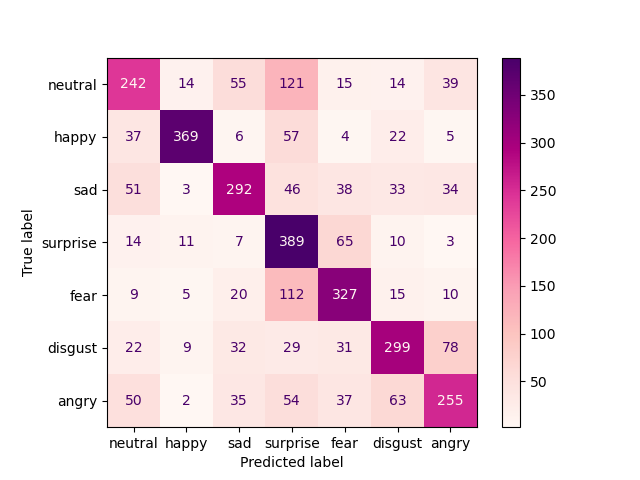 neutral 242 14 55 121 15 14 39
happy 37 369 6 57 4 22 5
sad 51 3 292 46 38 33 34
surprise 14 11 7 389 65 10 3
fear 9 5 20 112 327 15 10
disgust 22 9 32 29 31 299 78
angry 50 2 35 54 37 63 255
neutral happy sad surprise fear disgust angry
Predicted label
True label
350
300
250
200
150
100
50